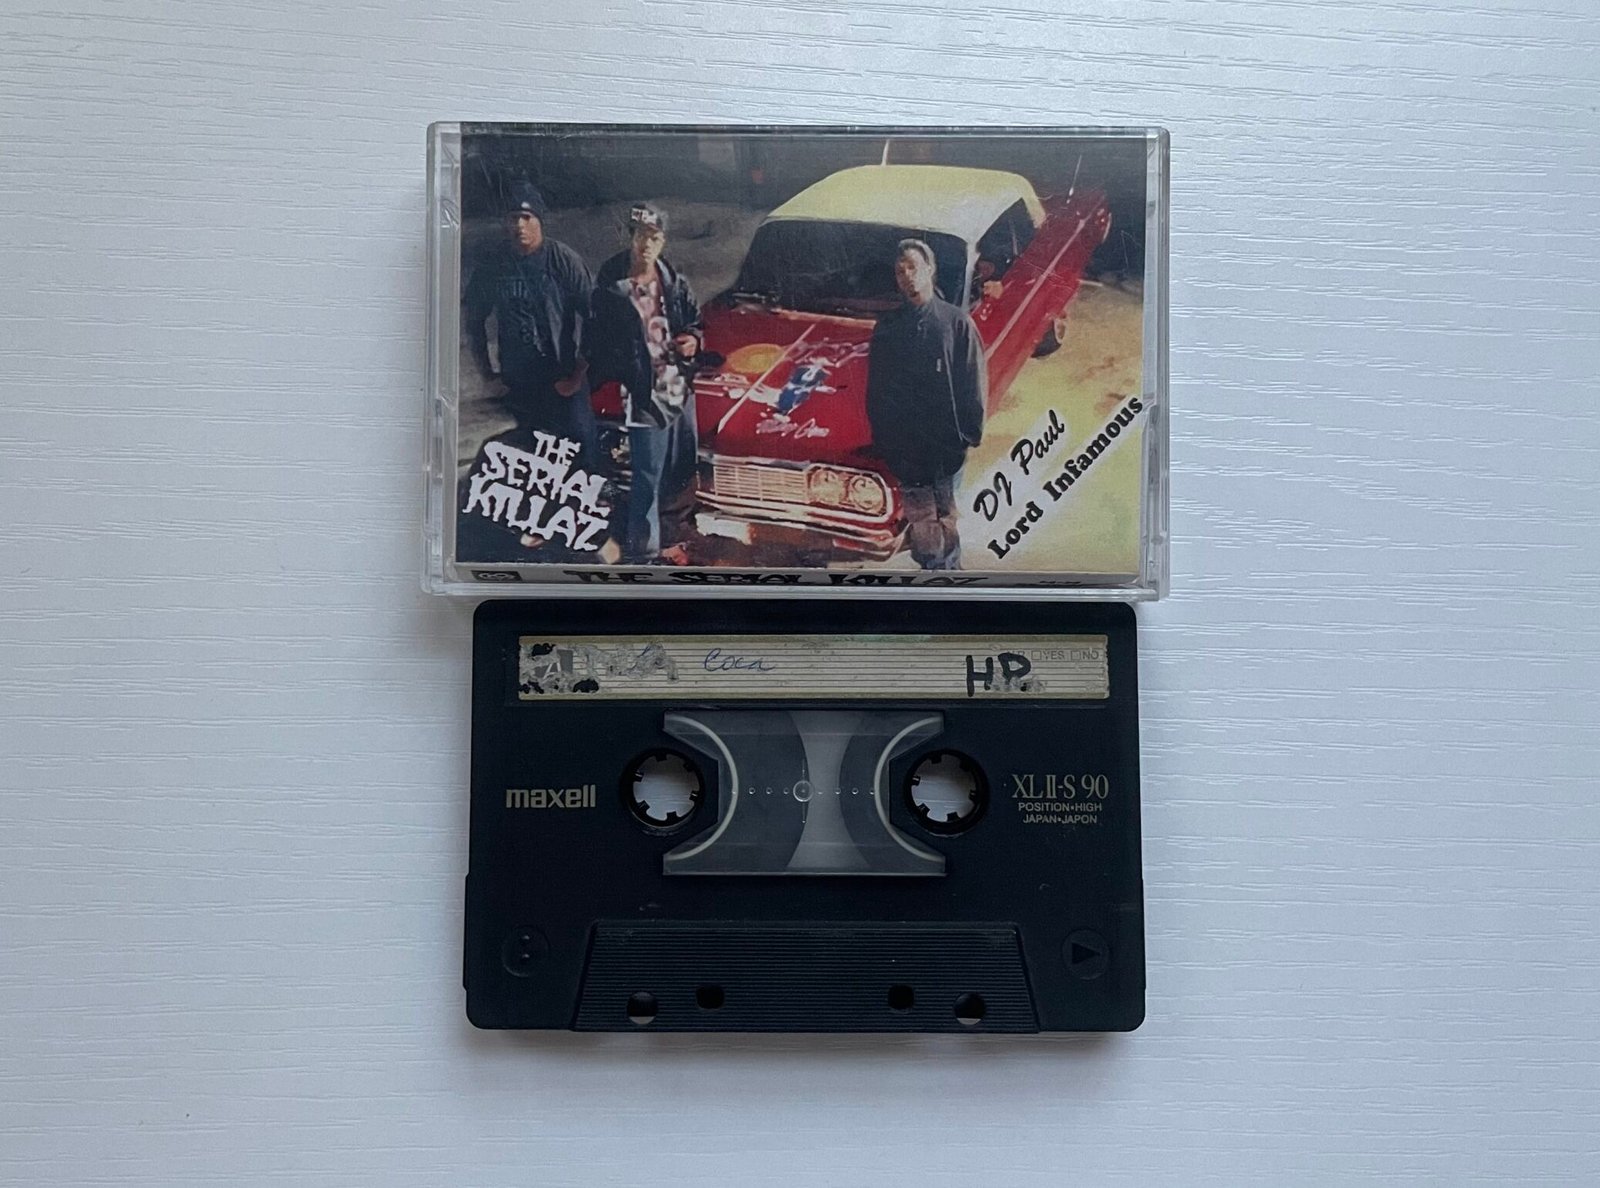 THE
SERIAL
KILLAZ
DJ Paul
Lord Infamous
THE SERIAL KILLAZ
Coca
HD
YES NO
maxell
XL II-S 90
POSITION•HIGH
JAPAN•JAPON